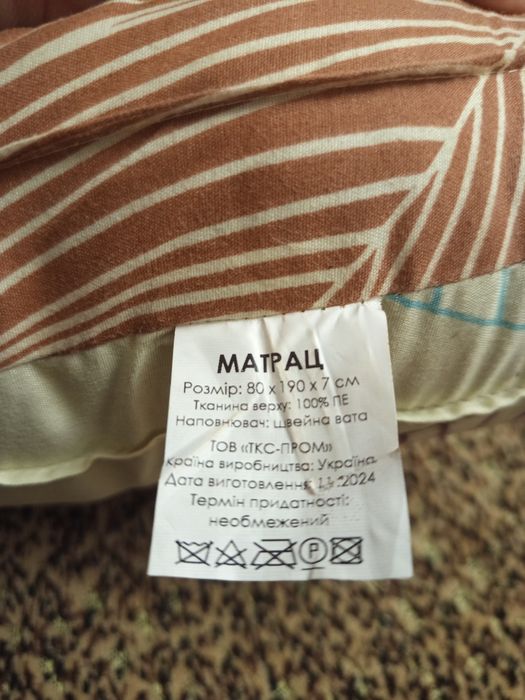 МАТРАЦ
Розмір: 80 х 190 х 7 см
Тканина верху: 100% ПЕ
Наповнювач: швейна вата
ТОВ «ТКС-ПРОМ»
країна виробництва: Україна
Дата виготовлення: 11.2024
Термін придатності:
необмежений
P